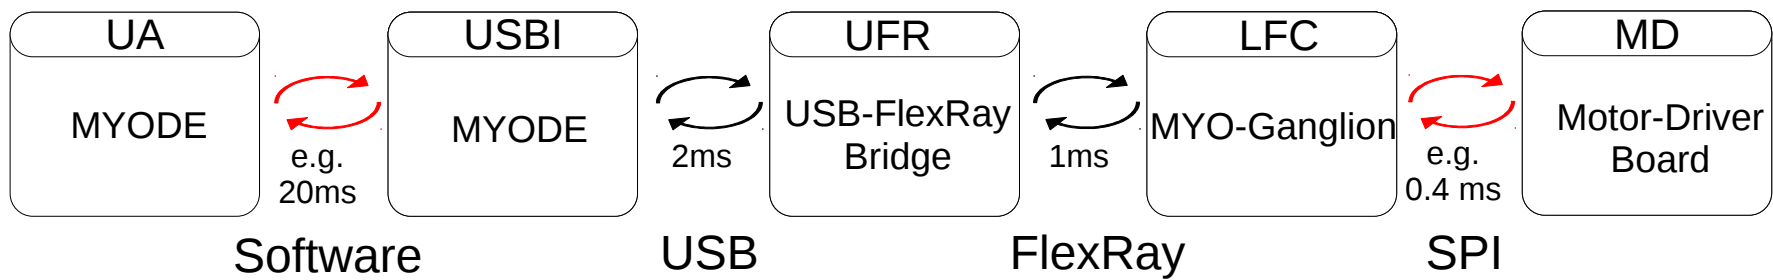 UA
USBI
UFR
LFC
MD
MYODE
MYODE
USB-FlexRay
Bridge
MYO-Ganglion
Motor-Driver
Board
e.g.
20ms
2ms
1ms
e.g.
0.4 ms
Software
USB
FlexRay
SPI